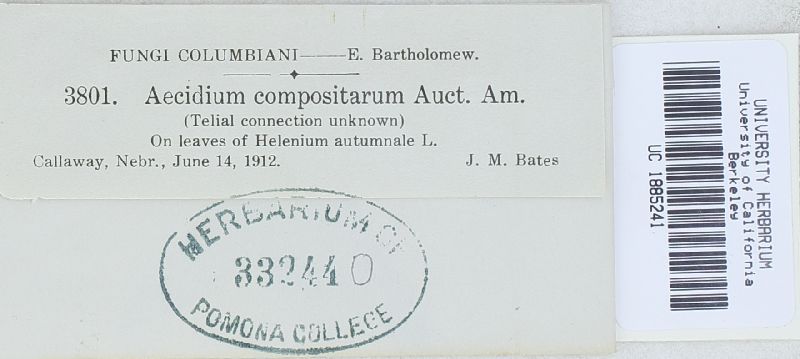 FUNGI COLUMBIANI——E. Bartholomew.
3801. Aecidium compositarum Auct. Am.
(Telial connection unknown)
On leaves of Helenium autumnale L.
Callaway, Nebr., June 14, 1912. J. M. Bates
HERBARIUM OF
332440
POMONA COLLEGE
UNIVERSITY HERBARIUM
University of California
Berkeley
UC 1885241